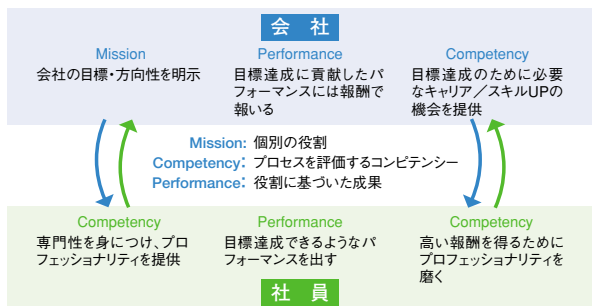 会 社
Mission
会社の目標・方向性を明示
Performance
目標達成に貢献したパ
フォーマンスには報酬で
報いる
Competency
目標達成のために必要
なキャリア／スキルUPの
機会を提供
Mission: 個別の役割
Competency: プロセスを評価するコンピテンシー
Performance: 役割に基づいた成果
Competency
専門性を身につけ、プロ
フェッショナリティを提供
Performance
目標達成できるようなパ
フォーマンスを出す
Competency
高い報酬を得るために
プロフェッショナリティを
磨く
社 員